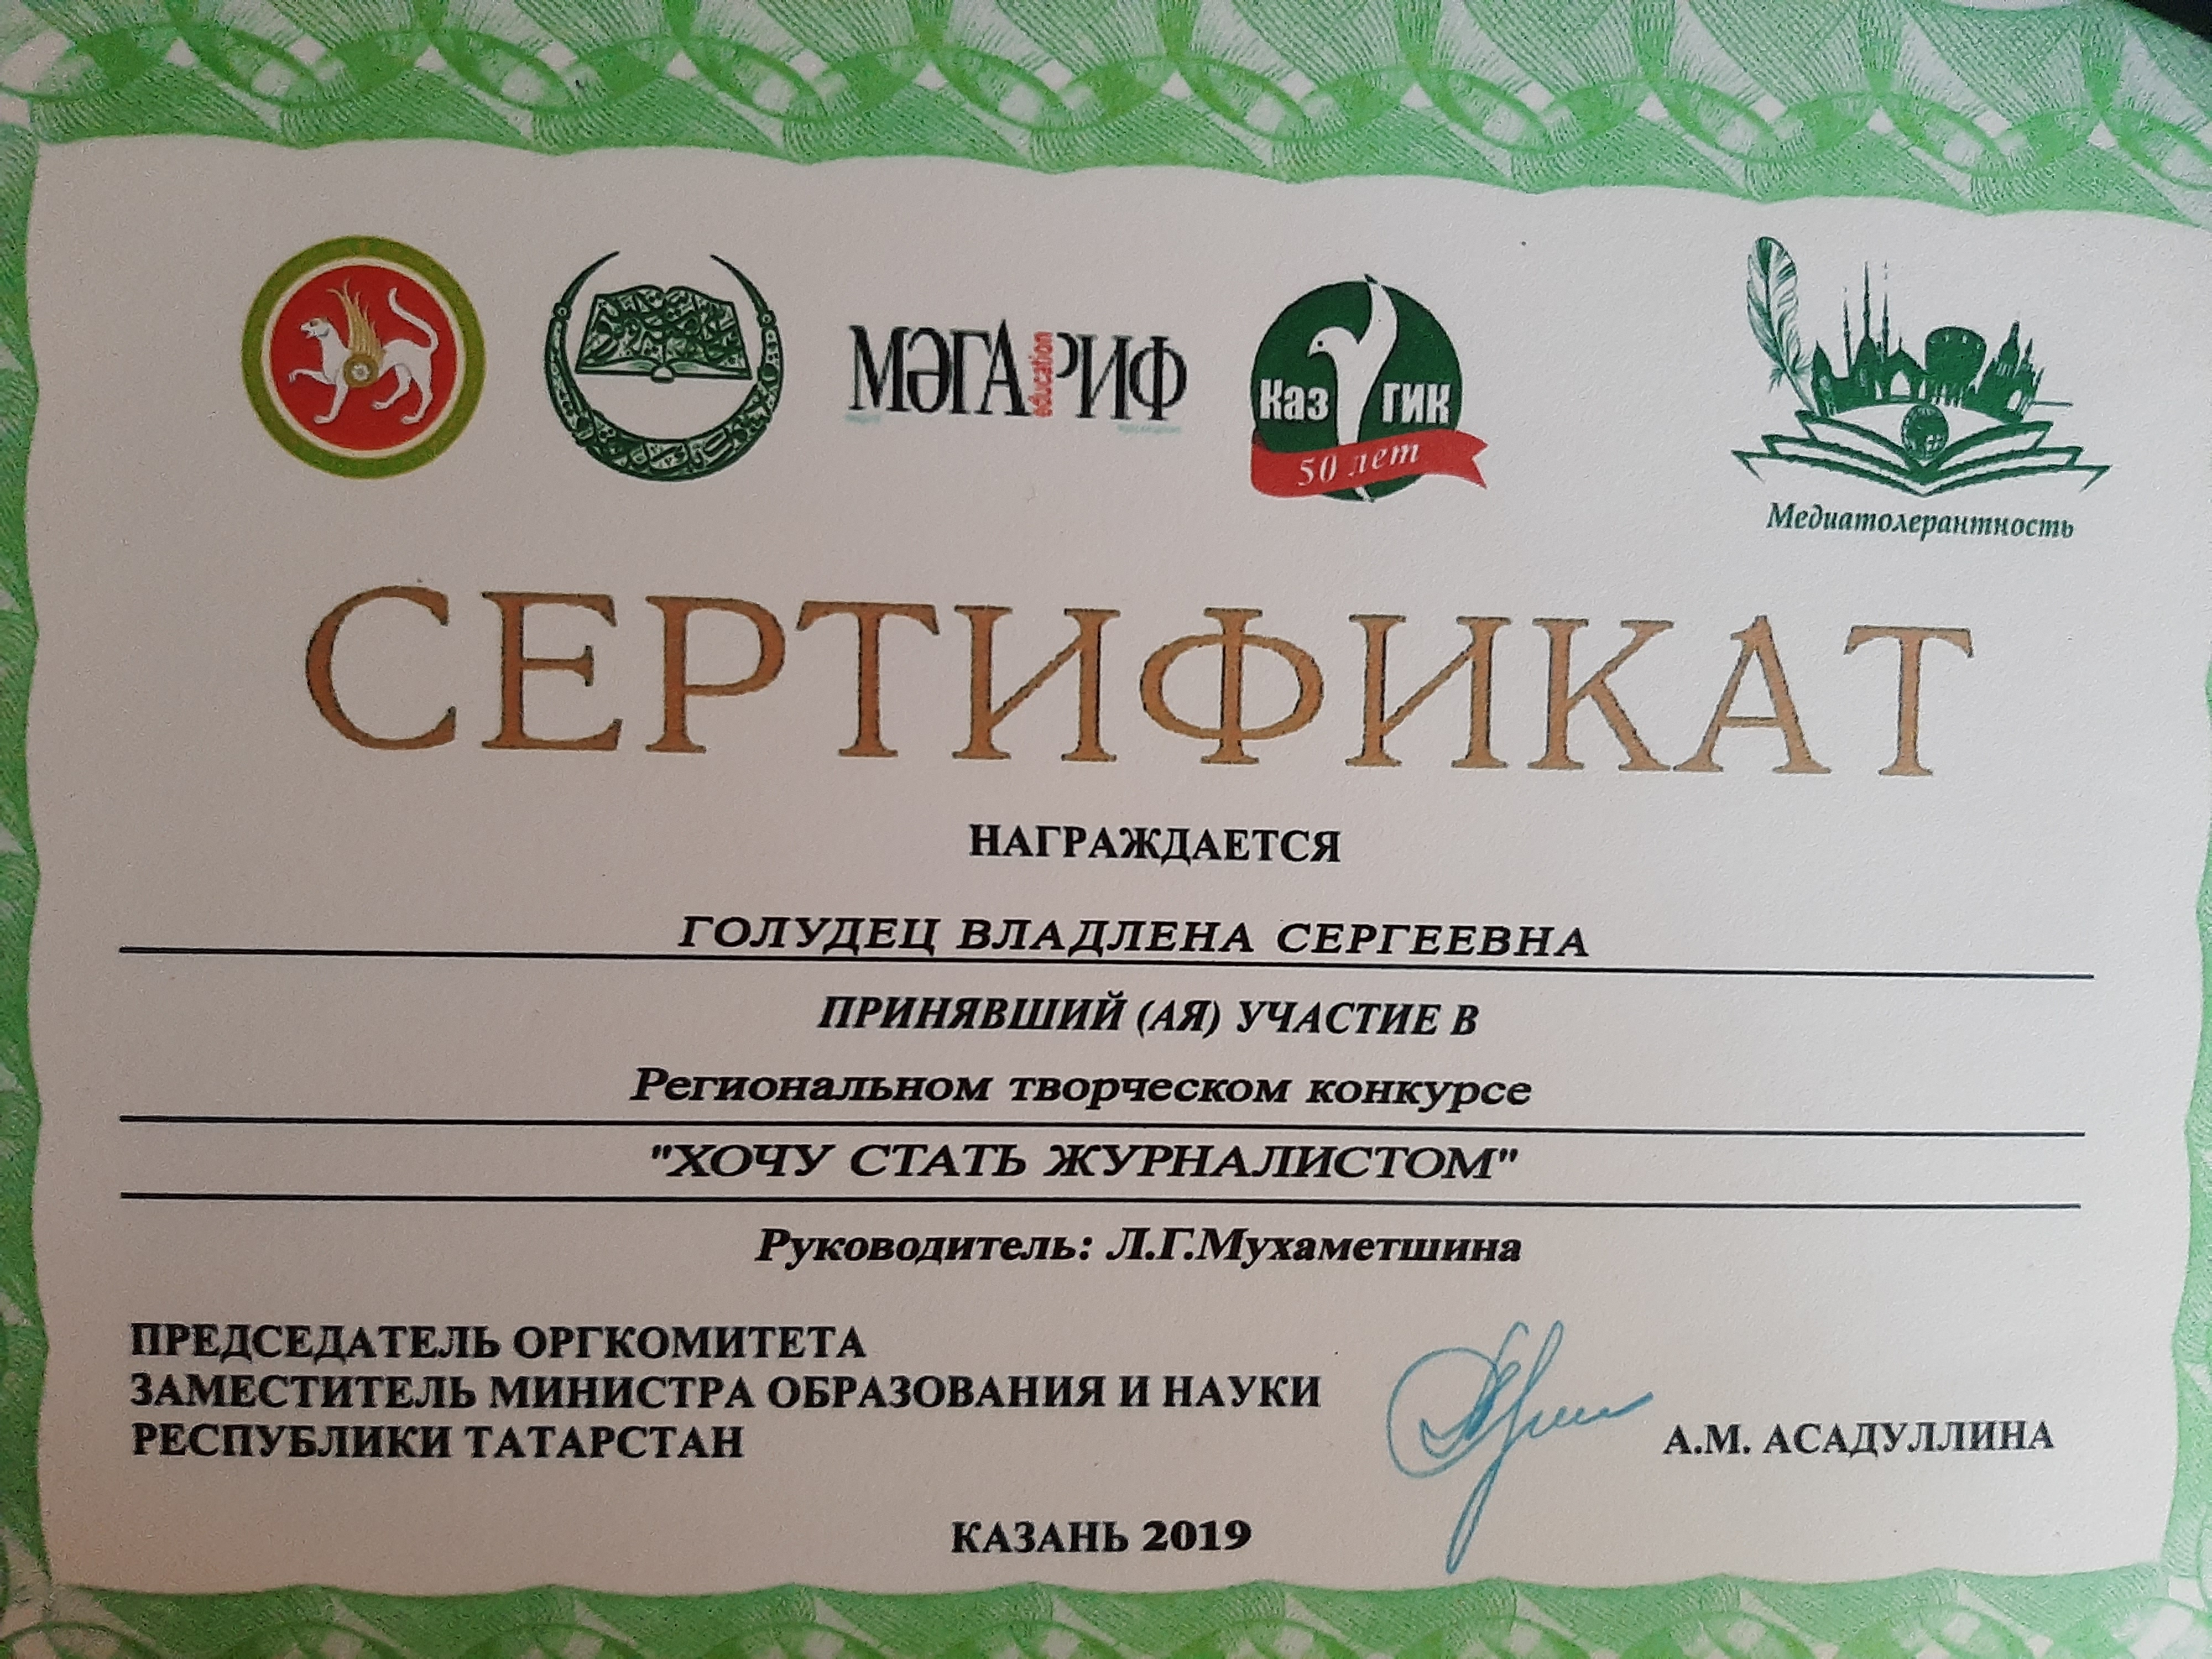 МӘГАРИФ
education
Каз ГИК
50 лет
Медиатолерантность
СЕРТИФИКАТ
НАГРАЖДАЕТСЯ
ГОЛУДЕЦ ВЛАДЛЕНА СЕРГЕЕВНА
ПРИНЯВШИЙ (АЯ) УЧАСТИЕ В
Региональном творческом конкурсе
"ХОЧУ СТАТЬ ЖУРНАЛИСТОМ"
Руководитель: Л.Г.Мухаметшина
ПРЕДСЕДАТЕЛЬ ОРГКОМИТЕТА
ЗАМЕСТИТЕЛЬ МИНИСТРА ОБРАЗОВАНИЯ И НАУКИ
РЕСПУБЛИКИ ТАТАРСТАН
А.М. АСАДУЛЛИНА
КАЗАНЬ 2019